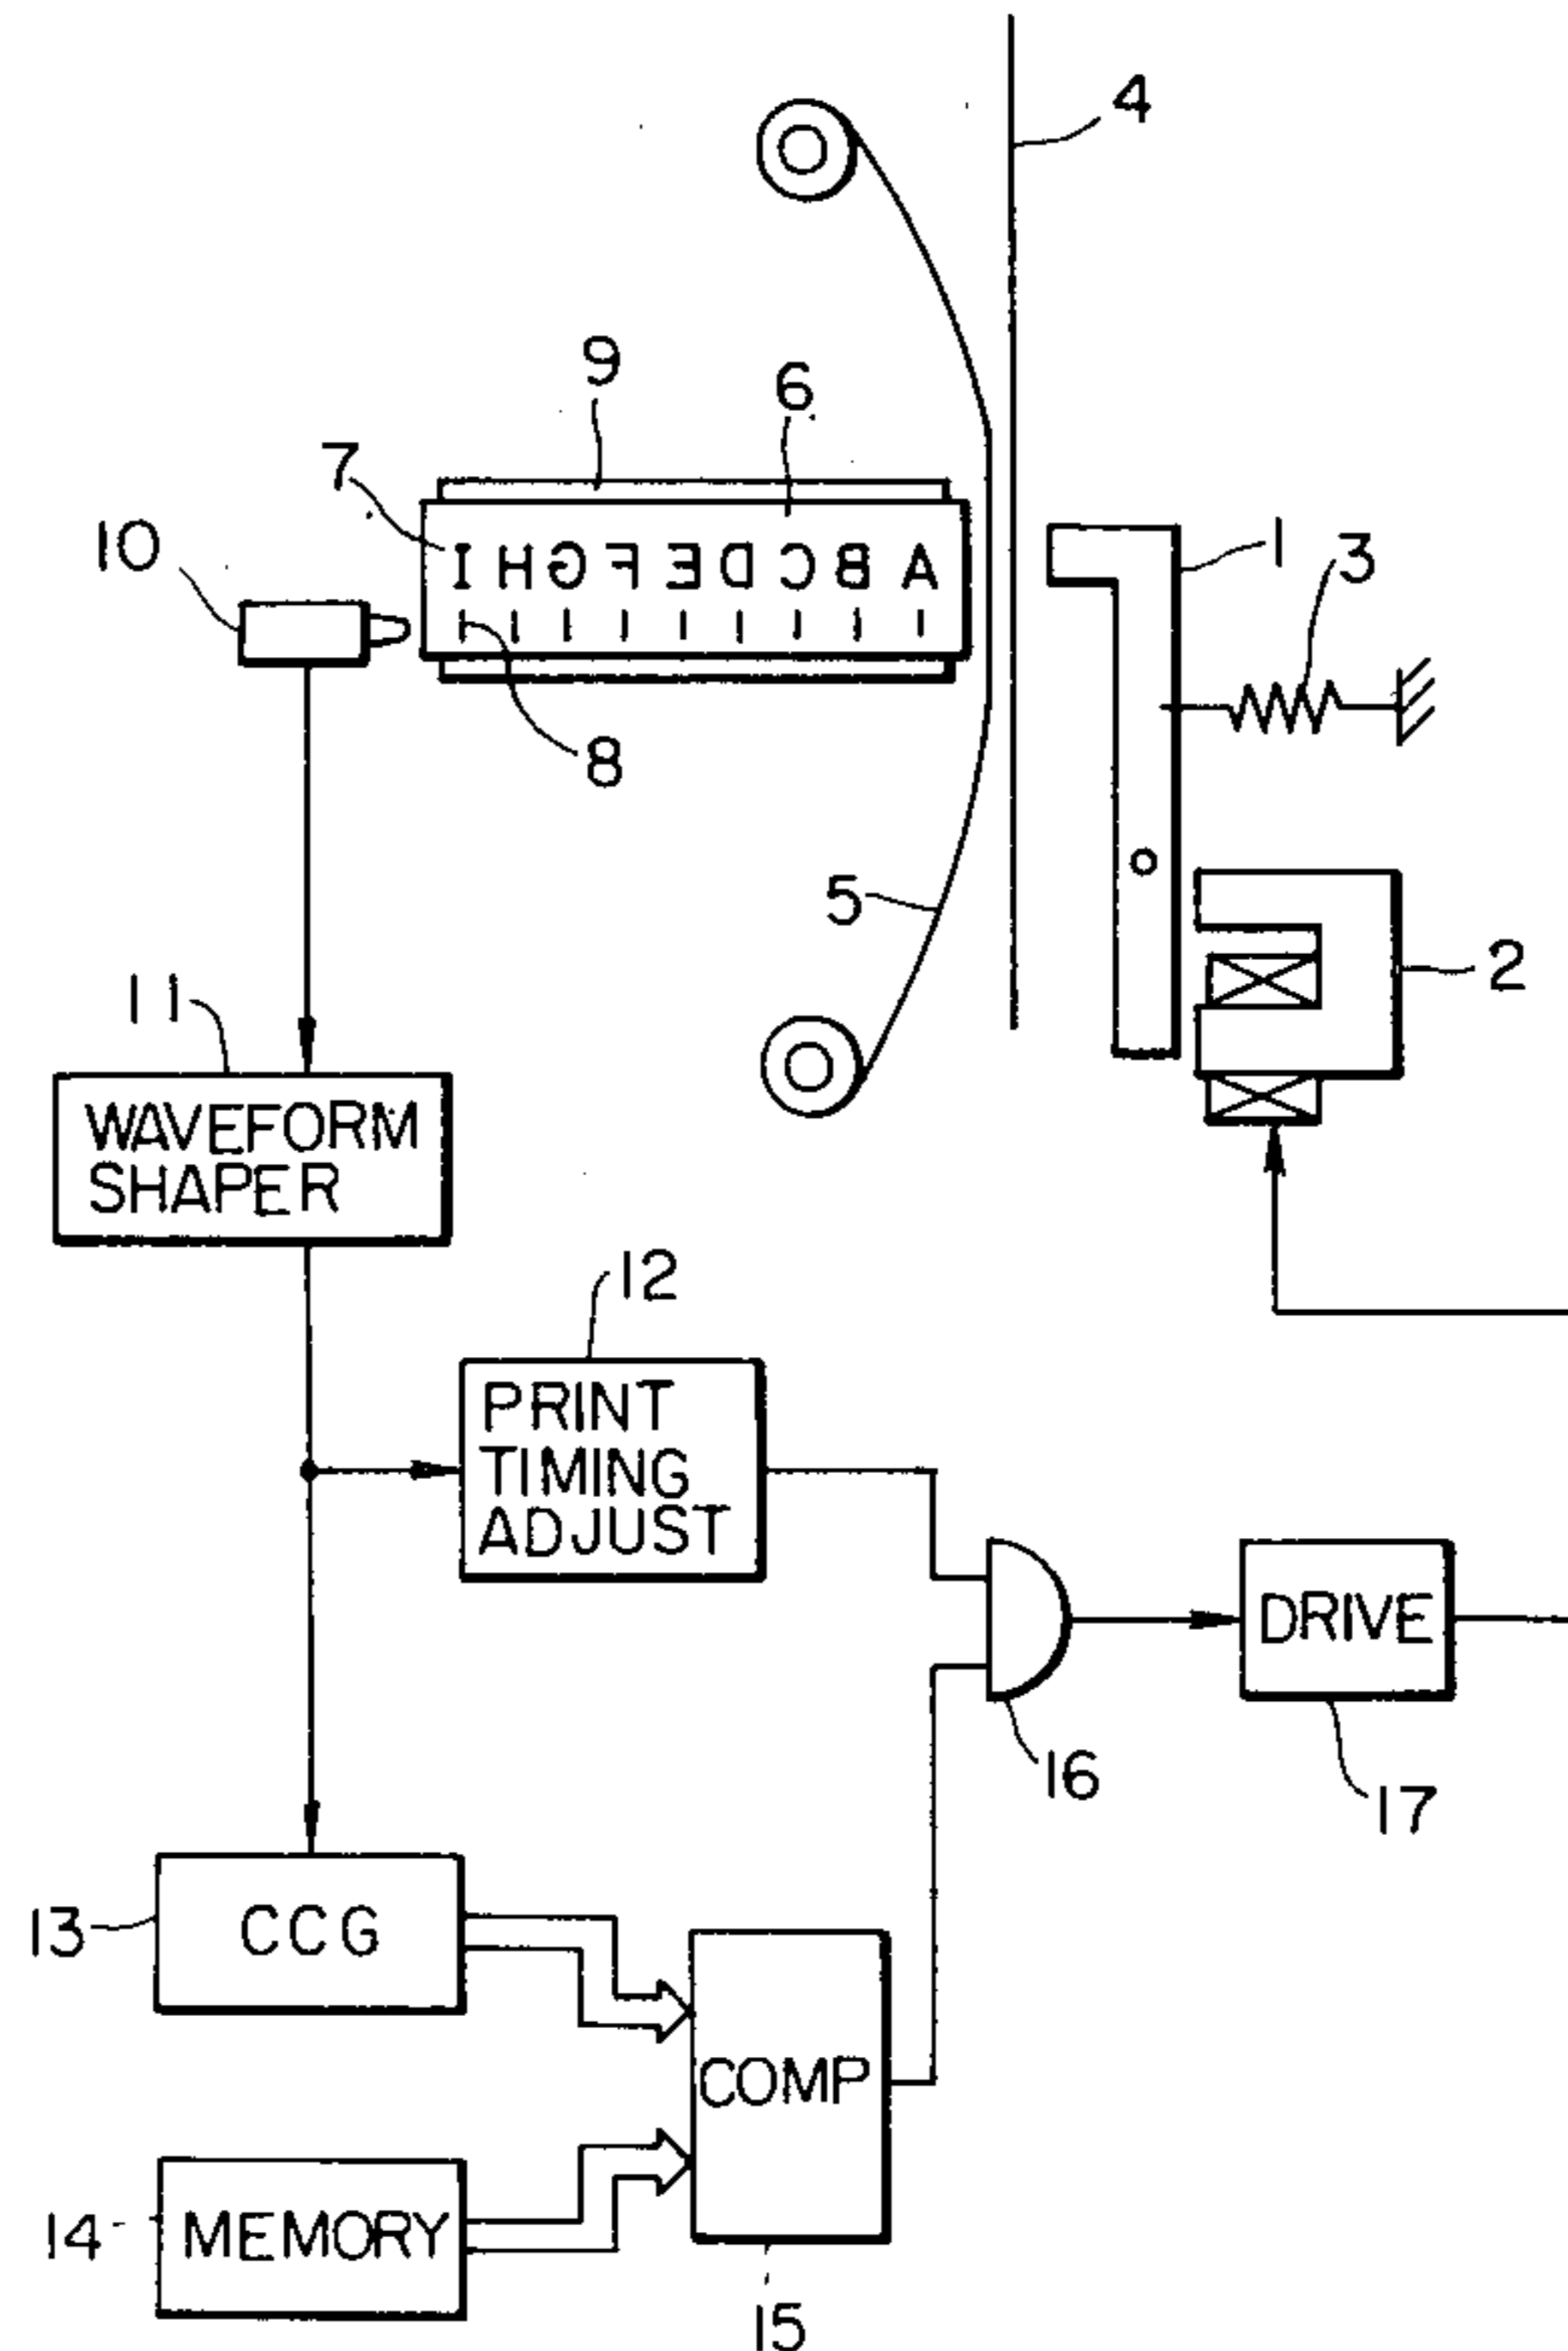 4
9
6
7
10
I H G F E D C B A
1
3
8
5
2
11
WAVEFORM
SHAPER
12
PRINT
TIMING
ADJUST
DRIVE
16
17
13
CCG
COMP
14
MEMORY
15